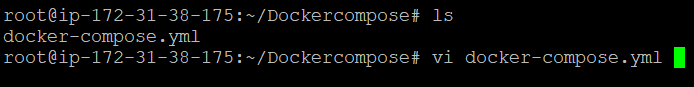 root@ip-172-31-38-175:~/Dockercompose# ls
docker-compose.yml
root@ip-172-31-38-175:~/Dockercompose# vi docker-compose.yml